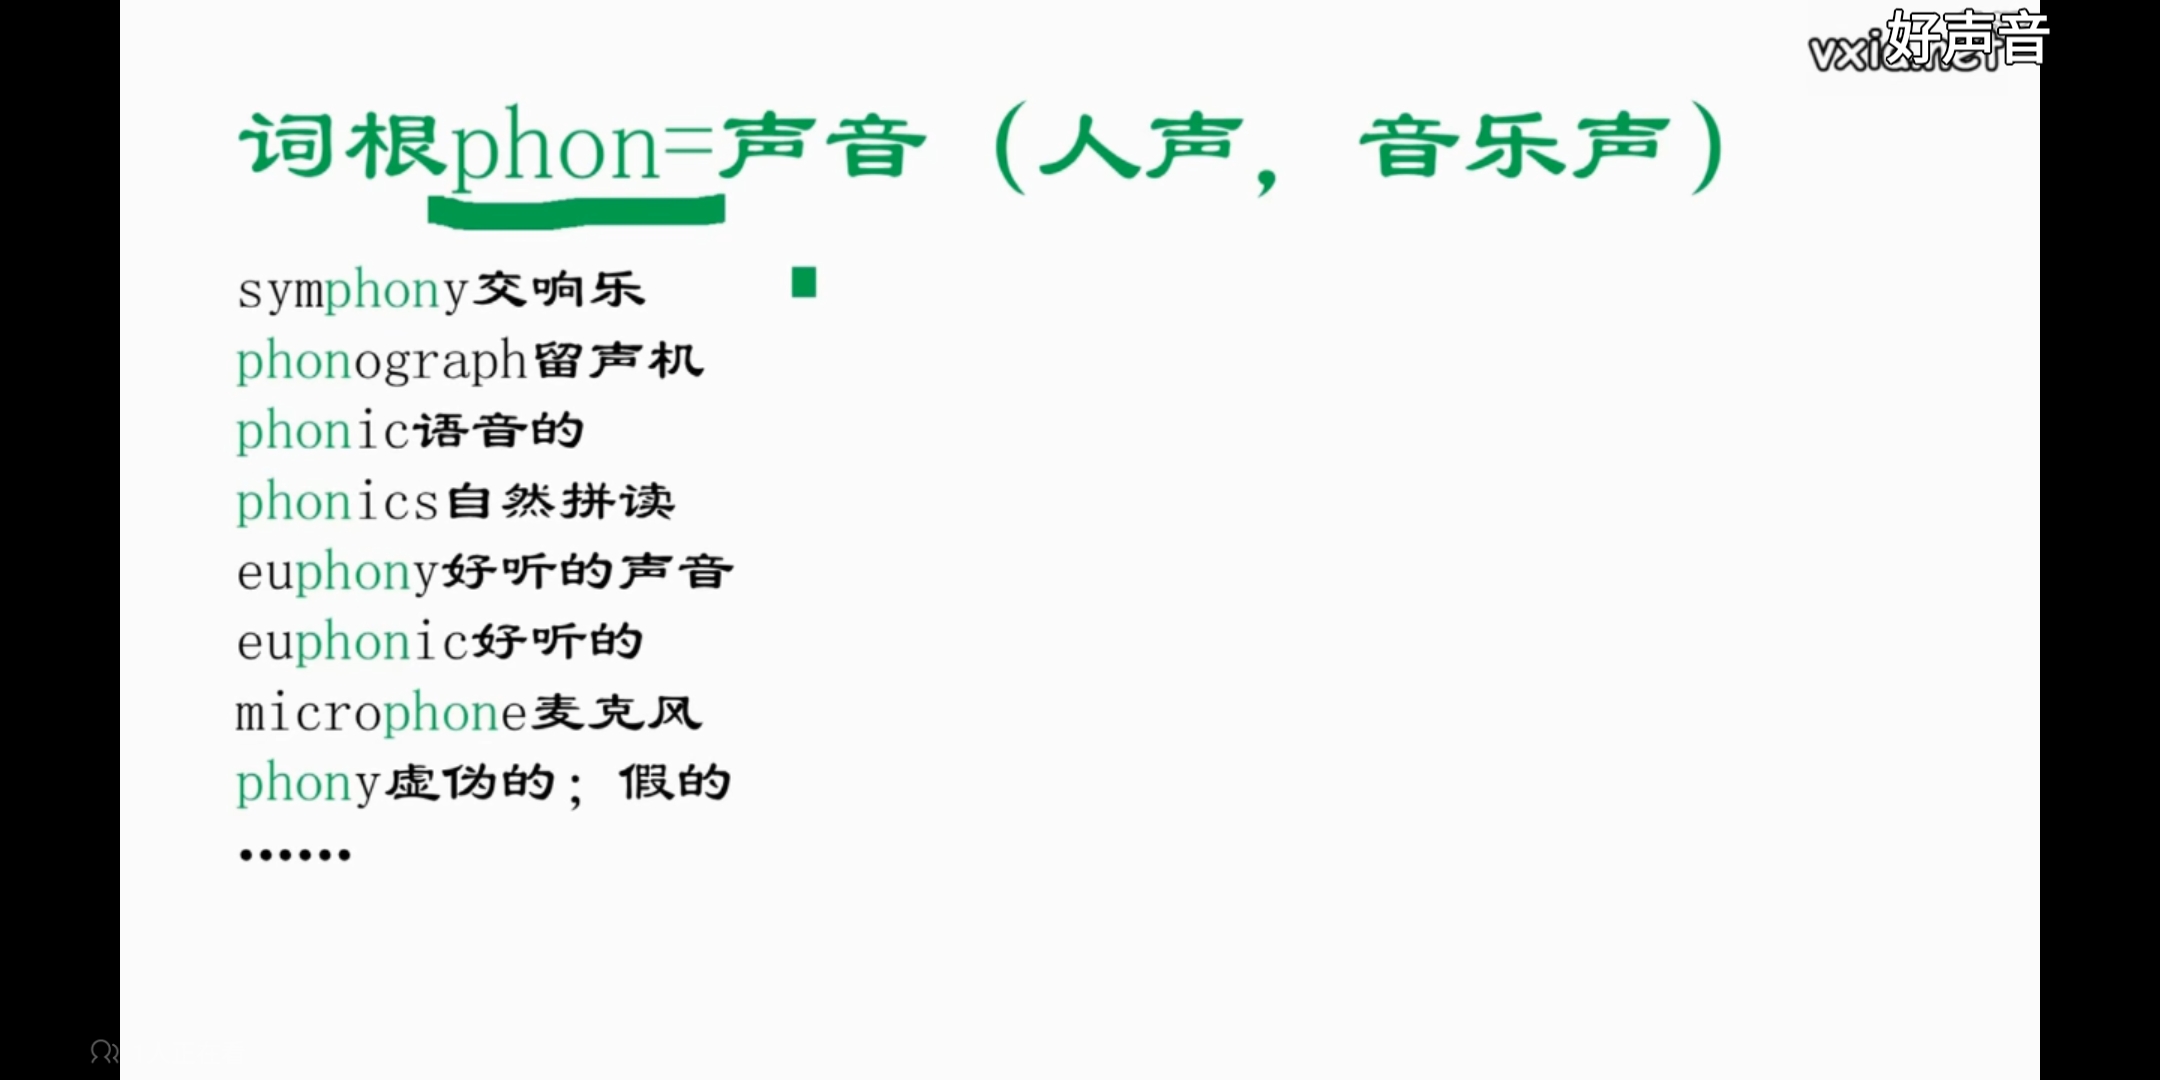 好声音
词根phon=声音（人声，音乐声）
symphony交响乐
phonograph留声机
phonic语音的
phonics自然拼读
euphony好听的声音
euphonic好听的
microphone麦克风
phony虚伪的；假的
••••••